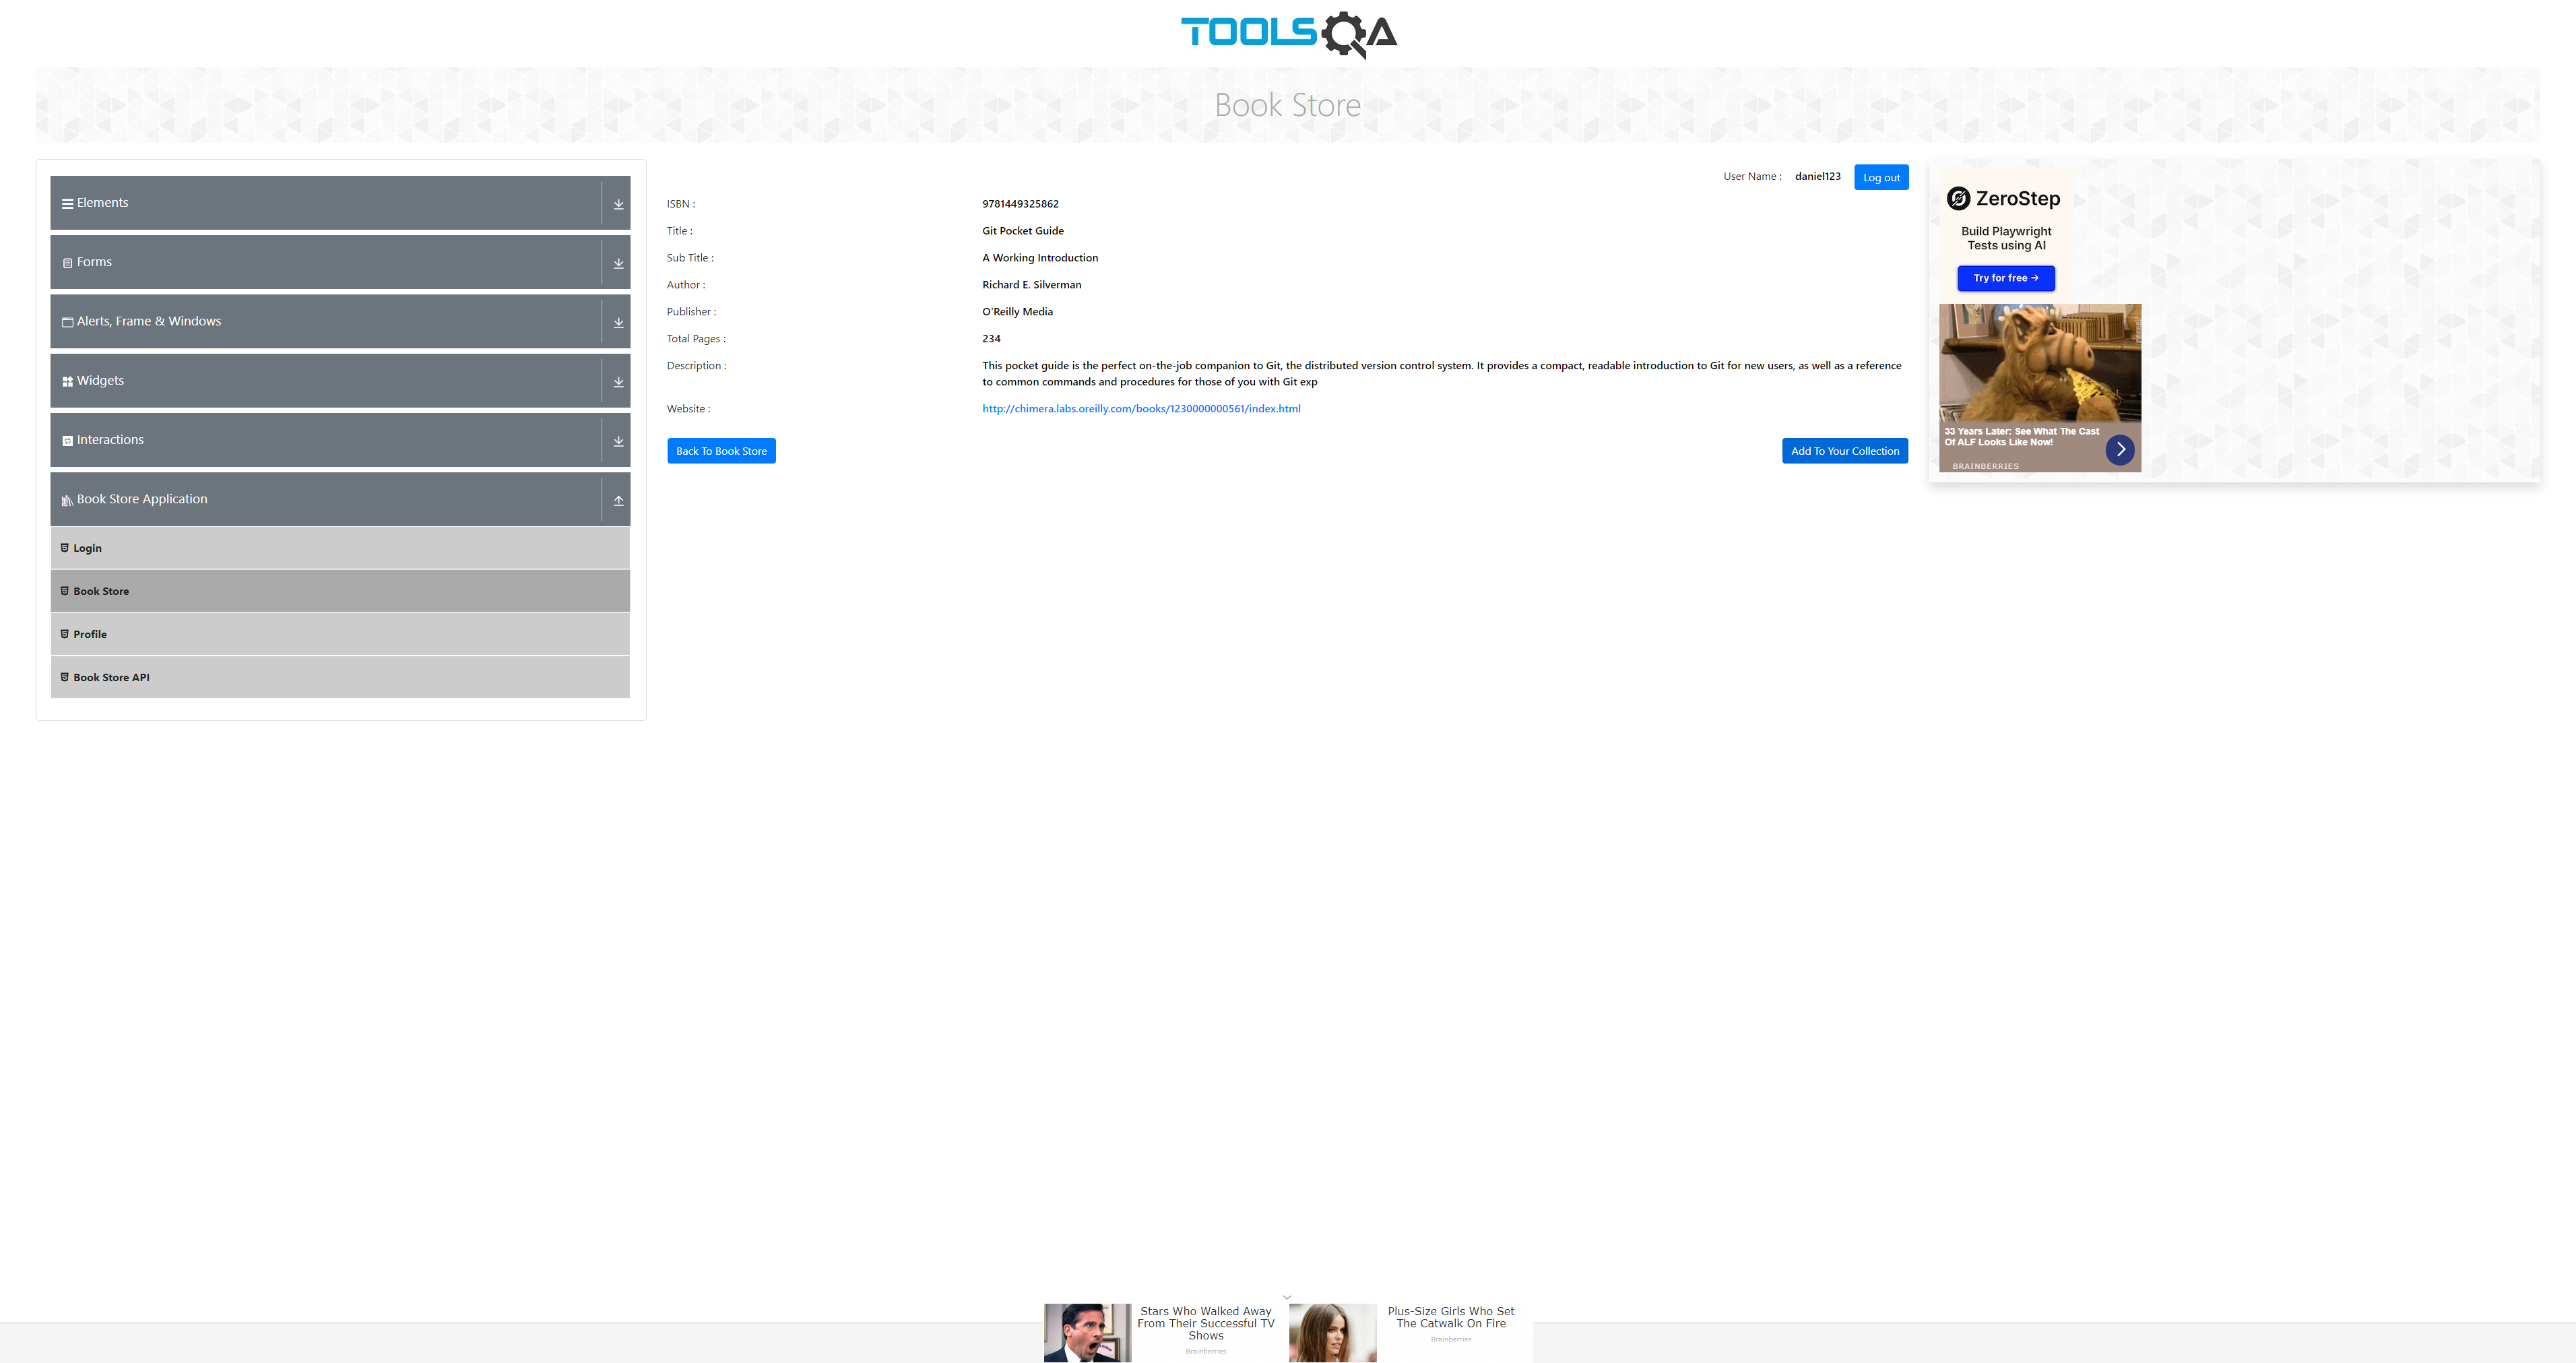 TOOLSQA
Book Store
Elements
Forms
Alerts, Frame & Windows
Widgets
Interactions
Book Store Application
Login
Book Store
Profile
Book Store API
User Name : daniel123 Log out
ISBN : 9781449325862
Title : Git Pocket Guide
Sub Title : A Working Introduction
Author : Richard E. Silverman
Publisher : O'Reilly Media
Total Pages : 234
Description : This pocket guide is the perfect on-the-job companion to Git, the distributed version control system. It provides a compact, readable introduction to Git for new users, as well as a reference
to common commands and procedures for those of you with Git exp
Website : http://chimera.labs.oreilly.com/books/1230000000561/index.html
Back To Book Store Add To Your Collection
ZeroStep
Build Playwright
Tests using AI
Try for free →
33 Years Later: See What The Cast
Of ALF Looks Like Now!
BRAINBERRIES
Stars Who Walked Away
From Their Successful TV
Shows
Brainberries
Plus-Size Girls Who Set
The Catwalk On Fire
Brainberries